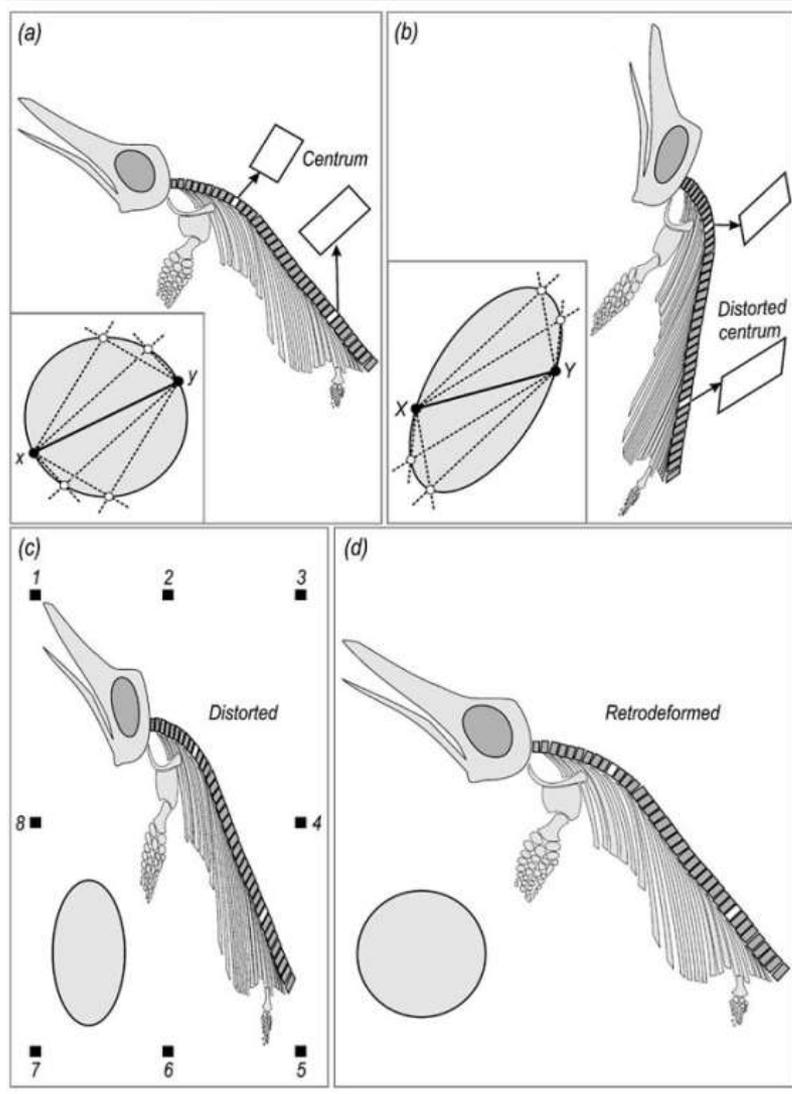 (a)
Centrum
y
x
(b)
Distorted
centrum
X
Y
(c)
1
2
3
Distorted
8
4
7
6
5
(d)
Retrodeformed